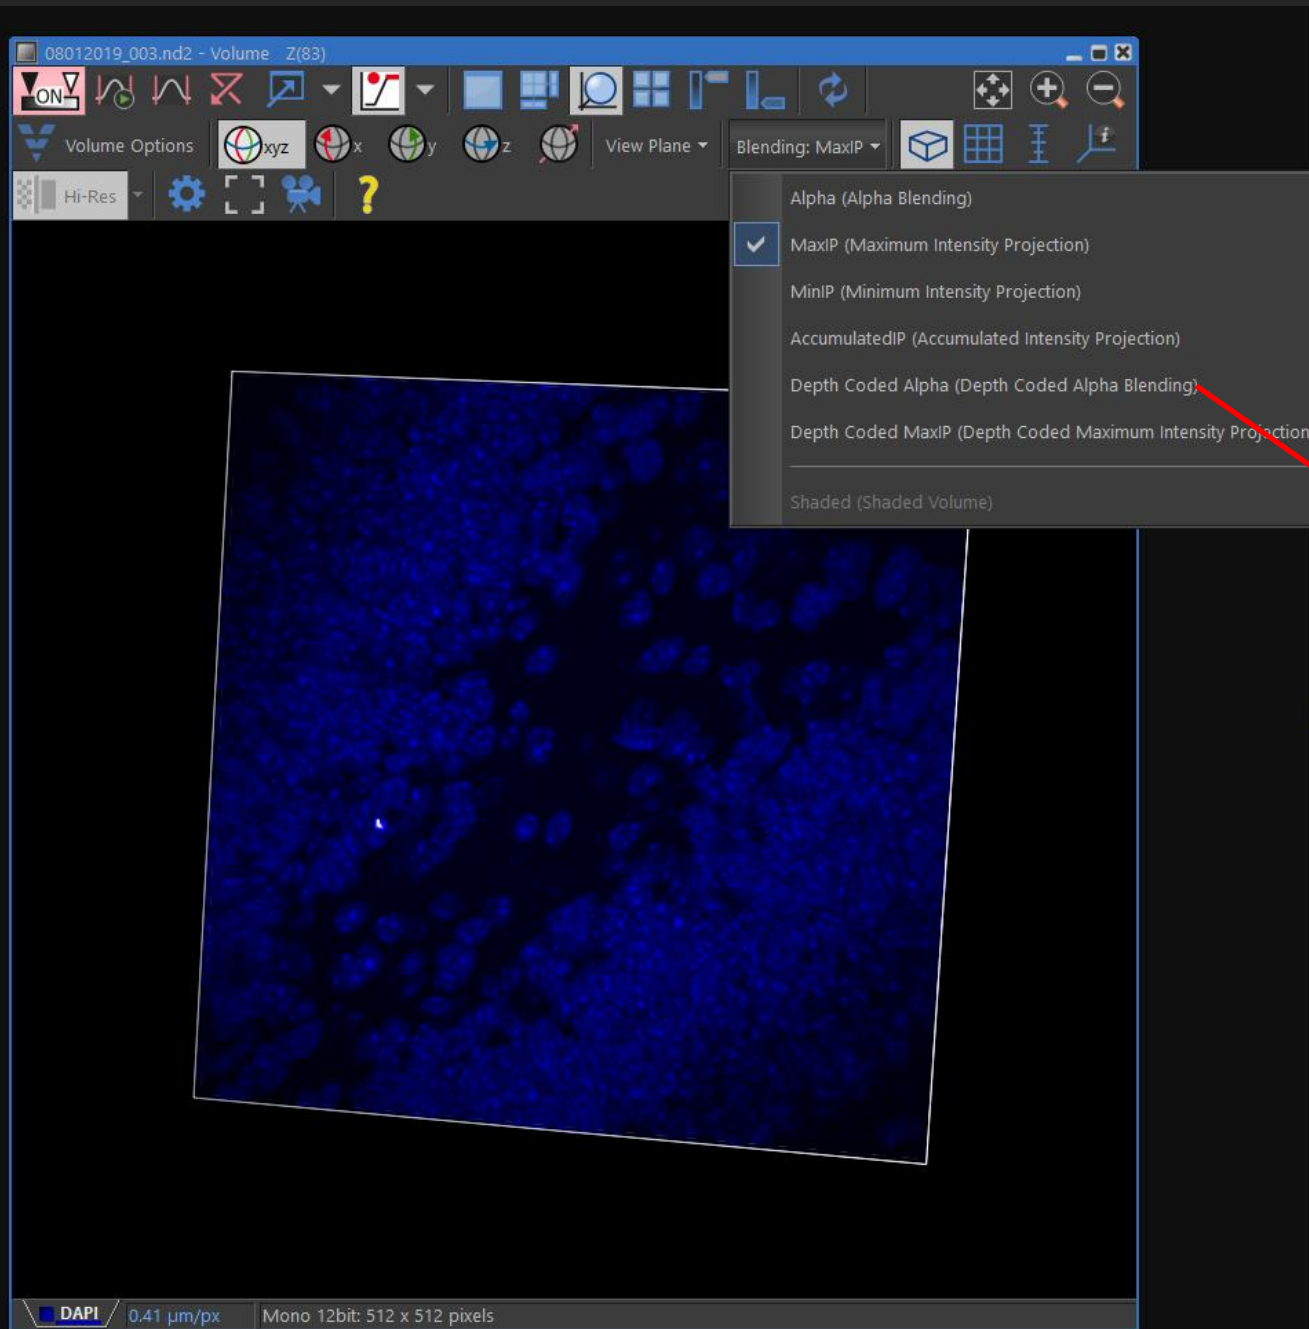 08012019_003.nd2 - Volume Z(83)
ON
Volume Options
xyz
x
y
z
View Plane
Blending: MaxIP
i
Hi-Res
?
Alpha (Alpha Blending)
MaxIP (Maximum Intensity Projection)
MinIP (Minimum Intensity Projection)
AccumulatedIP (Accumulated Intensity Projection)
Depth Coded Alpha (Depth Coded Alpha Blending)
Depth Coded MaxIP (Depth Coded Maximum Intensity Projection
Shaded (Shaded Volume)
DAPI 0.41 µm/px Mono 12bit: 512 x 512 pixels